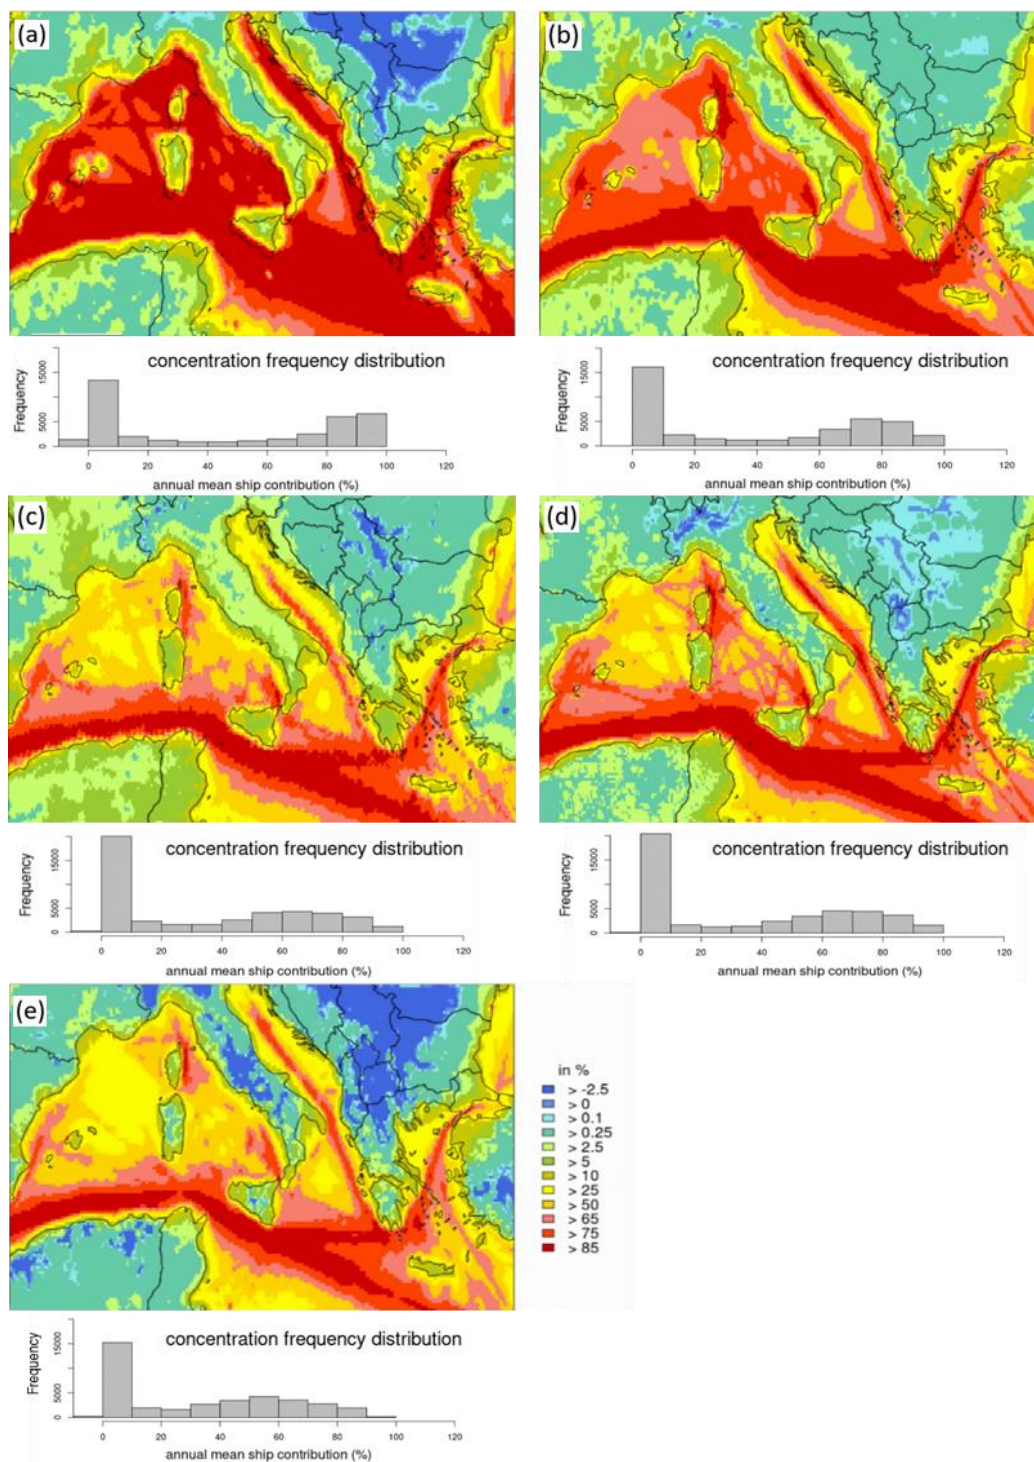 (a)
(b)
concentration frequency distribution
Frequency
0 5000 15000
0 20 40 60 80 100 120
annual mean ship contribution (%)
concentration frequency distribution
Frequency
0 5000 15000
0 20 40 60 80 100 120
annual mean ship contribution (%)
(c)
(d)
concentration frequency distribution
Frequency
0 5000 15000
0 20 40 60 80 100 120
annual mean ship contribution (%)
concentration frequency distribution
Frequency
0 5000 15000
0 20 40 60 80 100 120
annual mean ship contribution (%)
(e)
in %
> -2.5
> 0
> 0.1
> 0.25
> 2.5
> 5
> 10
> 25
> 50
> 65
> 75
> 85
concentration frequency distribution
Frequency
0 5000 15000
0 20 40 60 80 100 120
annual mean ship contribution (%)